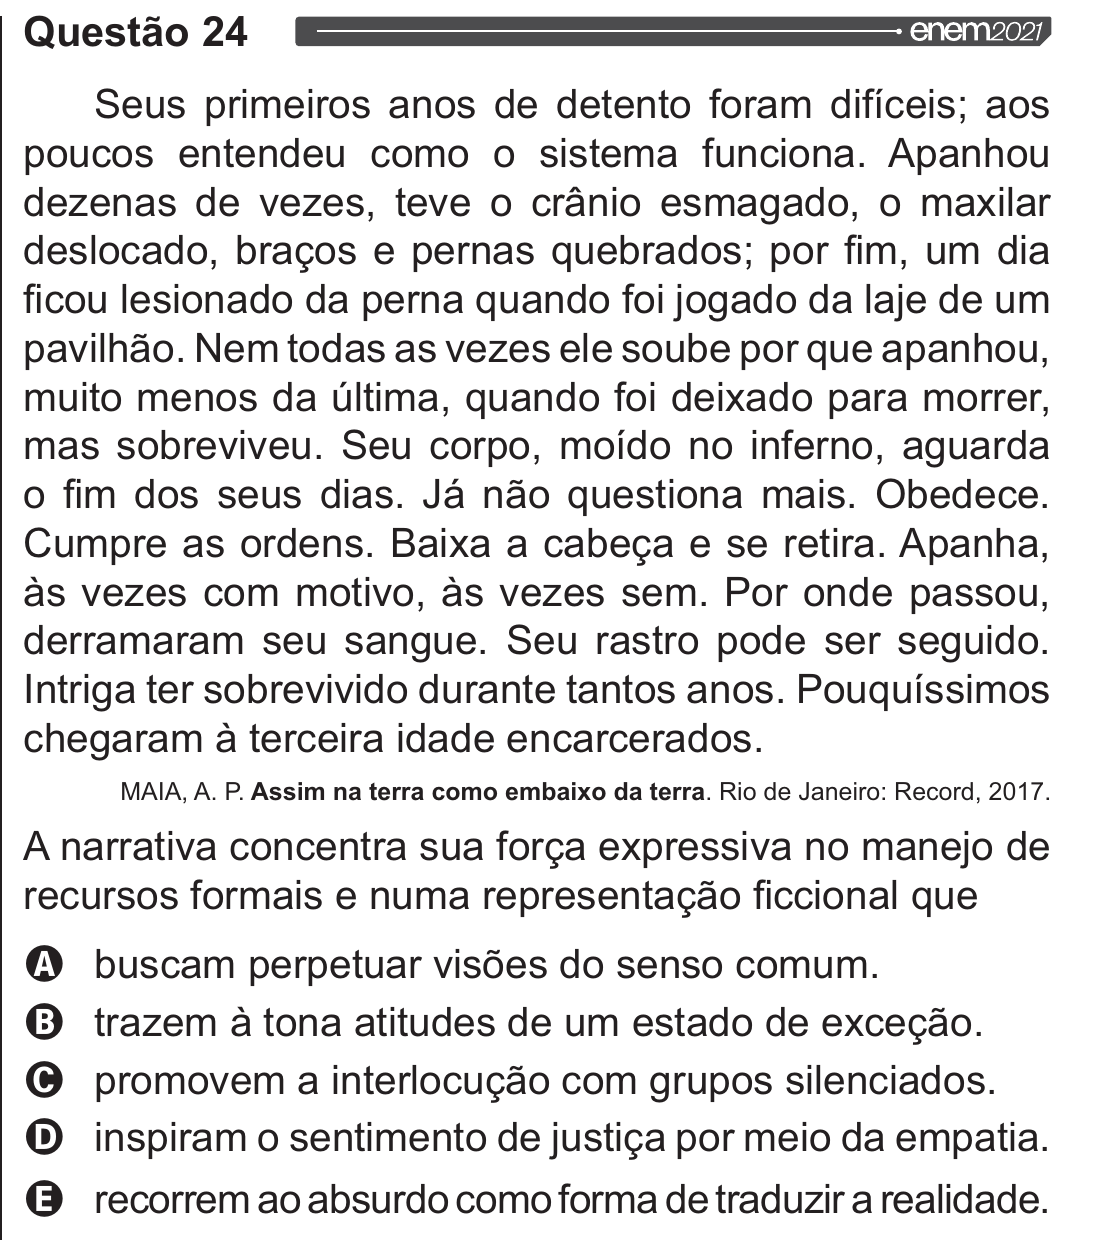 Questão 24
enem2021
Seus primeiros anos de detento foram difíceis; aos
poucos entendeu como o sistema funciona. Apanhou
dezenas de vezes, teve o crânio esmagado, o maxilar
deslocado, braços e pernas quebrados; por fim, um dia
ficou lesionado da perna quando foi jogado da laje de um
pavilhão. Nem todas as vezes ele soube por que apanhou,
muito menos da última, quando foi deixado para morrer,
mas sobreviveu. Seu corpo, moído no inferno, aguarda
o fim dos seus dias. Já não questiona mais. Obedece.
Cumpre as ordens. Baixa a cabeça e se retira. Apanha,
às vezes com motivo, às vezes sem. Por onde passou,
derramaram seu sangue. Seu rastro pode ser seguido.
Intriga ter sobrevivido durante tantos anos. Pouquíssimos
chegaram à terceira idade encarcerados.
MAIA, A. P. Assim na terra como embaixo da terra. Rio de Janeiro: Record, 2017.
A narrativa concentra sua força expressiva no manejo de
recursos formais e numa representação ficcional que
A buscam perpetuar visões do senso comum.
B trazem à tona atitudes de um estado de exceção.
C promovem a interlocução com grupos silenciados.
D inspiram o sentimento de justiça por meio da empatia.
E recorrem ao absurdo como forma de traduzir a realidade.